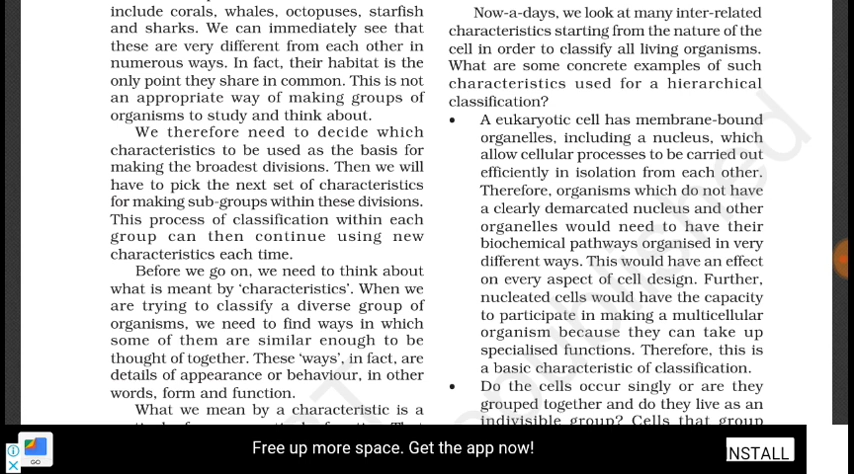 include corals, whales, octopuses, starfish
and sharks. We can immediately see that
these are very different from each other in
numerous ways. In fact, their habitat is the
only point they share in common. This is not
an appropriate way of making groups of
organisms to study and think about.
We therefore need to decide which
characteristics to be used as the basis for
making the broadest divisions. Then we will
have to pick the next set of characteristics
for making sub-groups within these divisions.
This process of classification within each
group can then continue using new
characteristics each time.
Before we go on, we need to think about
what is meant by 'characteristics'. When we
are trying to classify a diverse group of
organisms, we need to find ways in which
some of them are similar enough to be
thought of together. These 'ways', in fact, are
details of appearance or behaviour, in other
words, form and function.
What we mean by a characteristic is a
Now-a-days, we look at many inter-related
characteristics starting from the nature of the
cell in order to classify all living organisms.
What are some concrete examples of such
characteristics used for a hierarchical
classification?
• A eukaryotic cell has membrane-bound
organelles, including a nucleus, which
allow cellular processes to be carried out
efficiently in isolation from each other.
Therefore, organisms which do not have
a clearly demarcated nucleus and other
organelles would need to have their
biochemical pathways organised in very
different ways. This would have an effect
on every aspect of cell design. Further,
nucleated cells would have the capacity
to participate in making a multicellular
organism because they can take up
specialised functions. Therefore, this is
a basic characteristic of classification.
• Do the cells occur singly or are they
grouped together and do they live as an
indivisible group? Cells that group
GO
Free up more space. Get the app now!
INSTALL